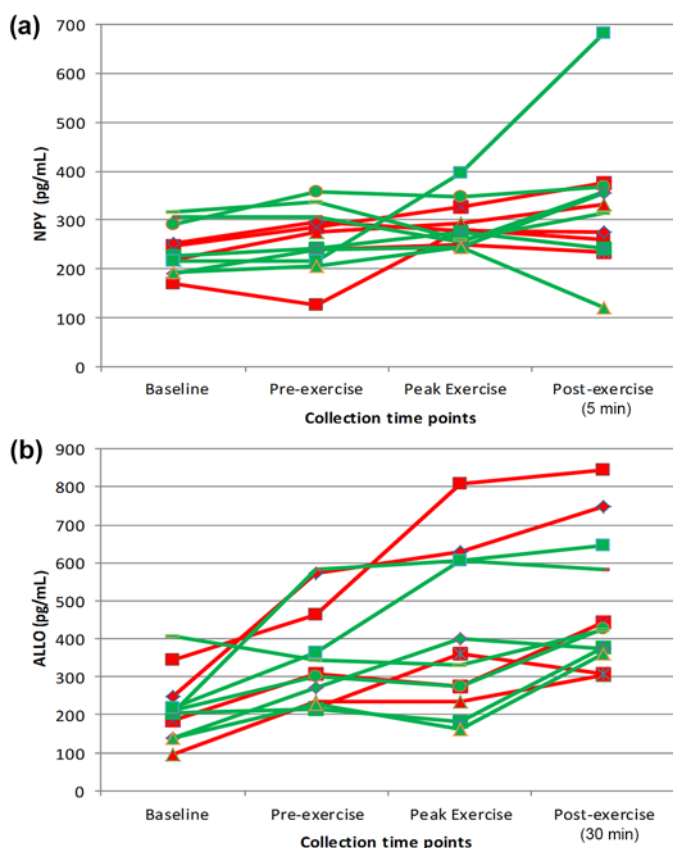 (a)
700
600
500
400
300
200
100
0
NPY (pg/mL)
Baseline Pre-exercise Peak Exercise Post-exercise
(5 min)
Collection time points
(b)
900
800
700
600
500
400
300
200
100
0
ALLO (pg/mL)
Baseline Pre-exercise Peak Exercise Post-exercise
(30 min)
Collection time points